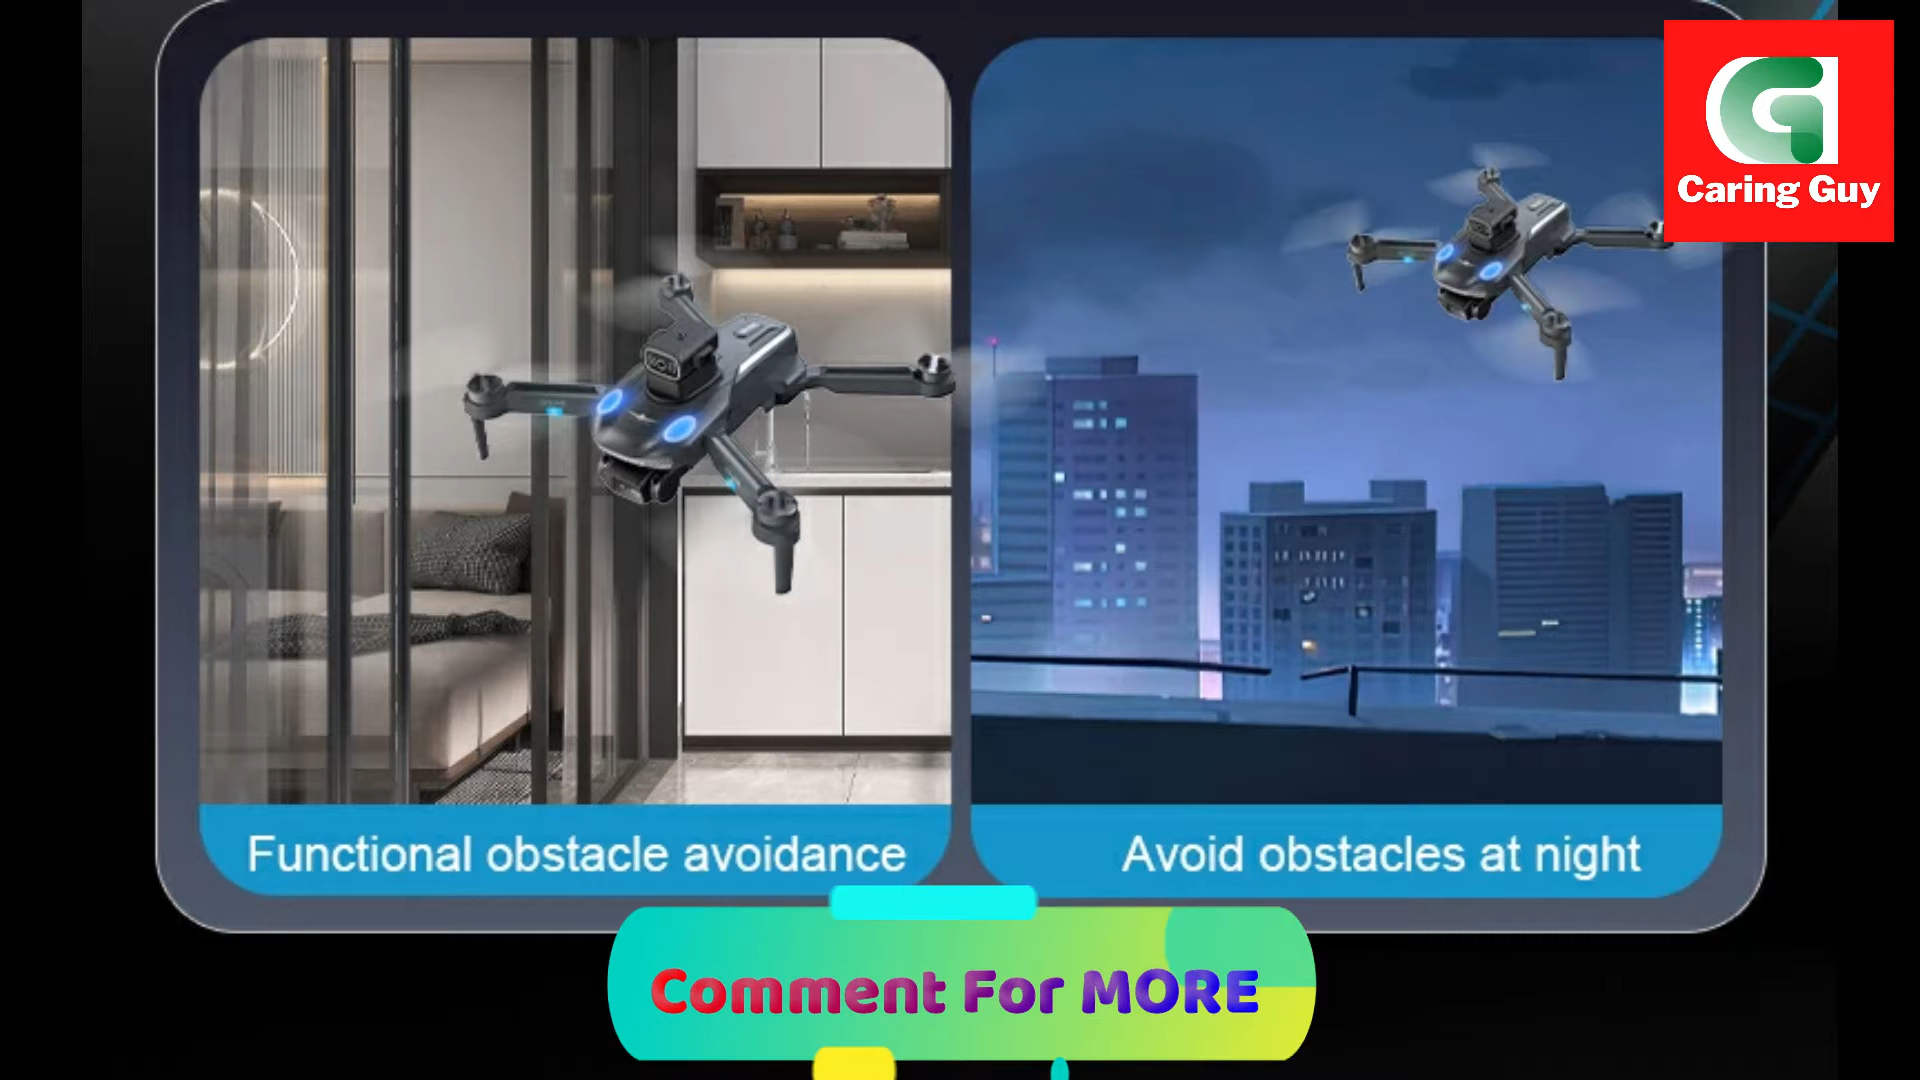 Caring Guy
Functional obstacle avoidance
Avoid obstacles at night
Comment For MORE